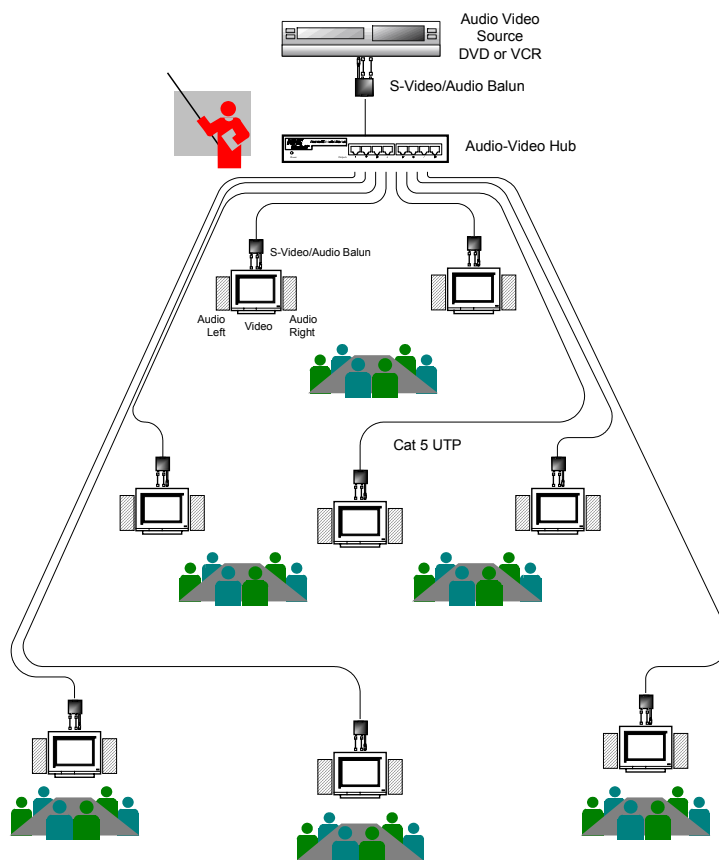 Audio Video
Source
DVD or VCR
S-Video/Audio Balun
Audio-Video Hub
S-Video/Audio Balun
Audio
Left
Video
Audio
Right
Cat 5 UTP